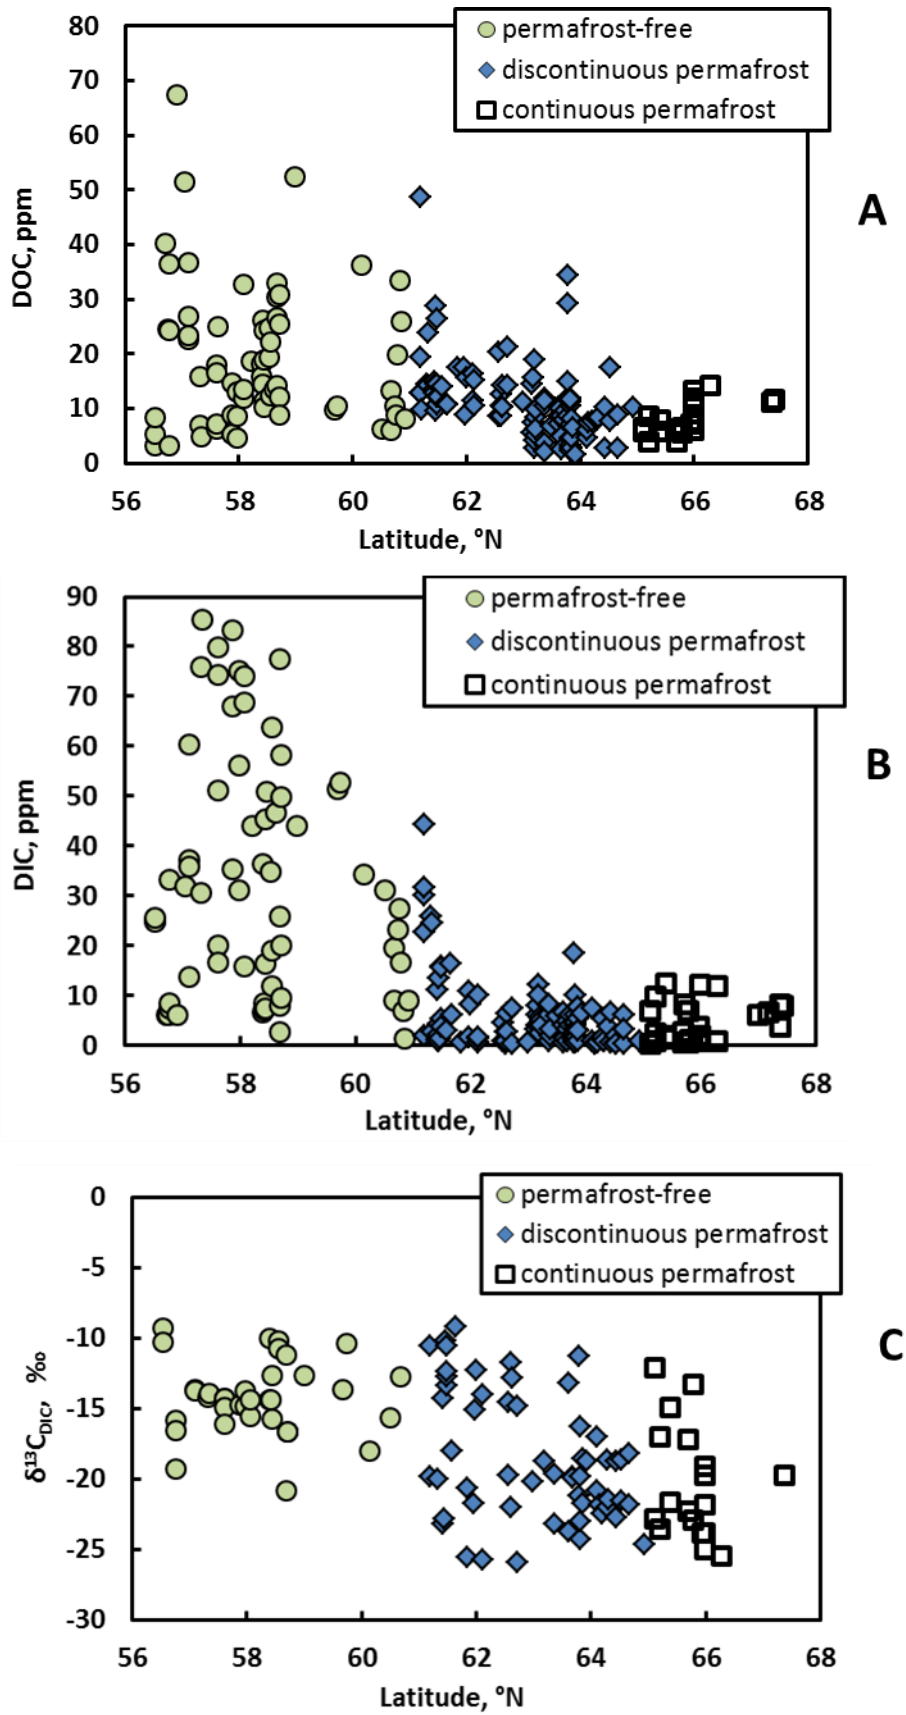 80
70
60
50
40
30
20
10
0
DOC, ppm
permafrost-free
discontinuous permafrost
continuous permafrost
A
56 58 60 62 64 66 68
Latitude, °N
90
80
70
60
50
40
30
20
10
0
DIC, ppm
permafrost-free
discontinuous permafrost
continuous permafrost
B
56 58 60 62 64 66 68
Latitude, °N
0
-5
-10
-15
-20
-25
-30
δ¹³C_DIC, ‰
permafrost-free
discontinuous permafrost
continuous permafrost
C
56 58 60 62 64 66 68
Latitude, °N